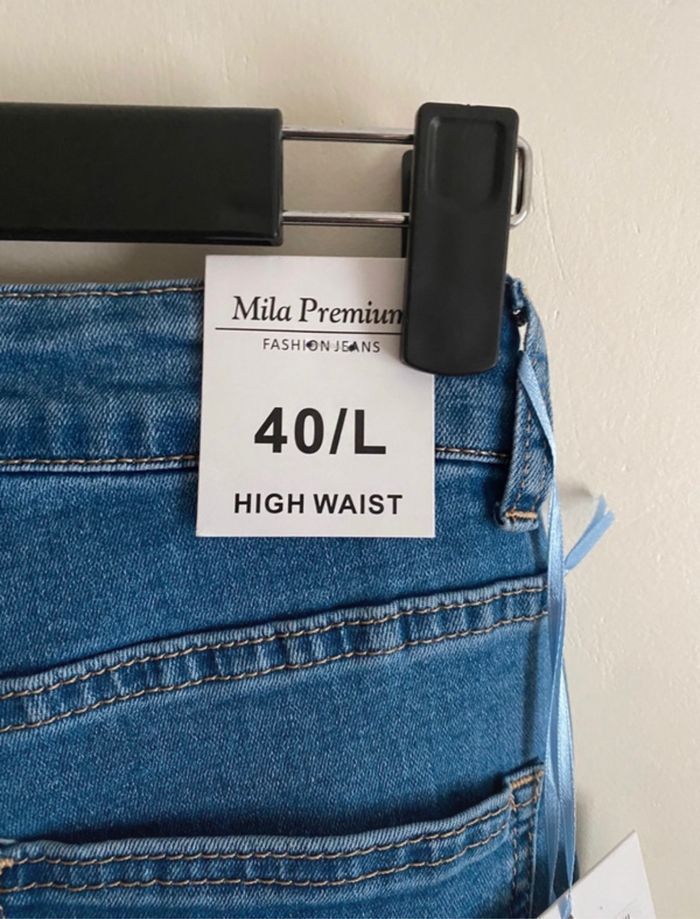 Mila Premium
FASHION JEANS
40/L
HIGH WAIST